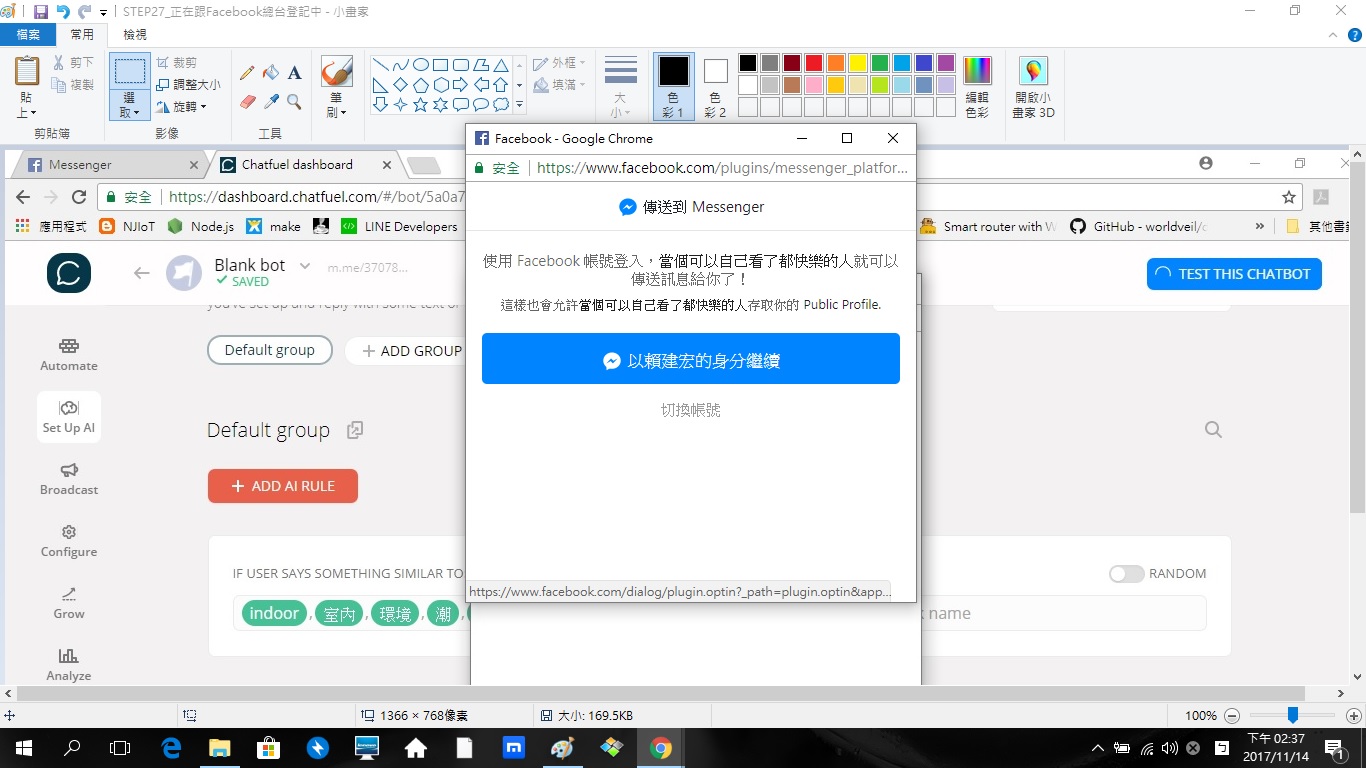 STEP27_正在跟Facebook總台登記中 - 小畫家
檔案 常用 檢視
貼上
剪下
複製
剪貼簿
選取
裁剪
調整大小
旋轉
影像
A
工具
筆刷
外框
填滿
大小
色彩 1
色彩 2
編輯色彩
開啟小畫家 3D
Facebook - Google Chrome
安全 https://www.facebook.com/plugins/messenger_platfor...
Messenger
Chatfuel dashboard
安全 https://dashboard.chatfuel.com/#/bot/5a0a7
應用程式 NJIoT Node.js make LINE Developers
Smart router with W GitHub - worldveil/d » 其他書籤
傳送到 Messenger
使用 Facebook 帳號登入，當個可以自己看了都快樂的人就可以
傳送訊息給你了！
這樣也會允許當個可以自己看了都快樂的人存取你的 Public Profile.
以賴建宏的身分繼續
切換帳號
https://www.facebook.com/dialog/plugin.optin?_path=plugin.optin&app...
Blank bot
SAVED
m.me/37078...
TEST THIS CHATBOT
you've set up and reply with some text or
Automate
Set Up AI
Broadcast
Configure
Grow
Analyze
Default group
+ ADD GROUP
Default group
+ ADD AI RULE
IF USER SAYS SOMETHING SIMILAR TO
indoor , 室內 , 環境 , 潮 ,
RANDOM
name
1366 × 768像素
大小: 169.5KB
100%
下午 02:37
2017/11/14
1